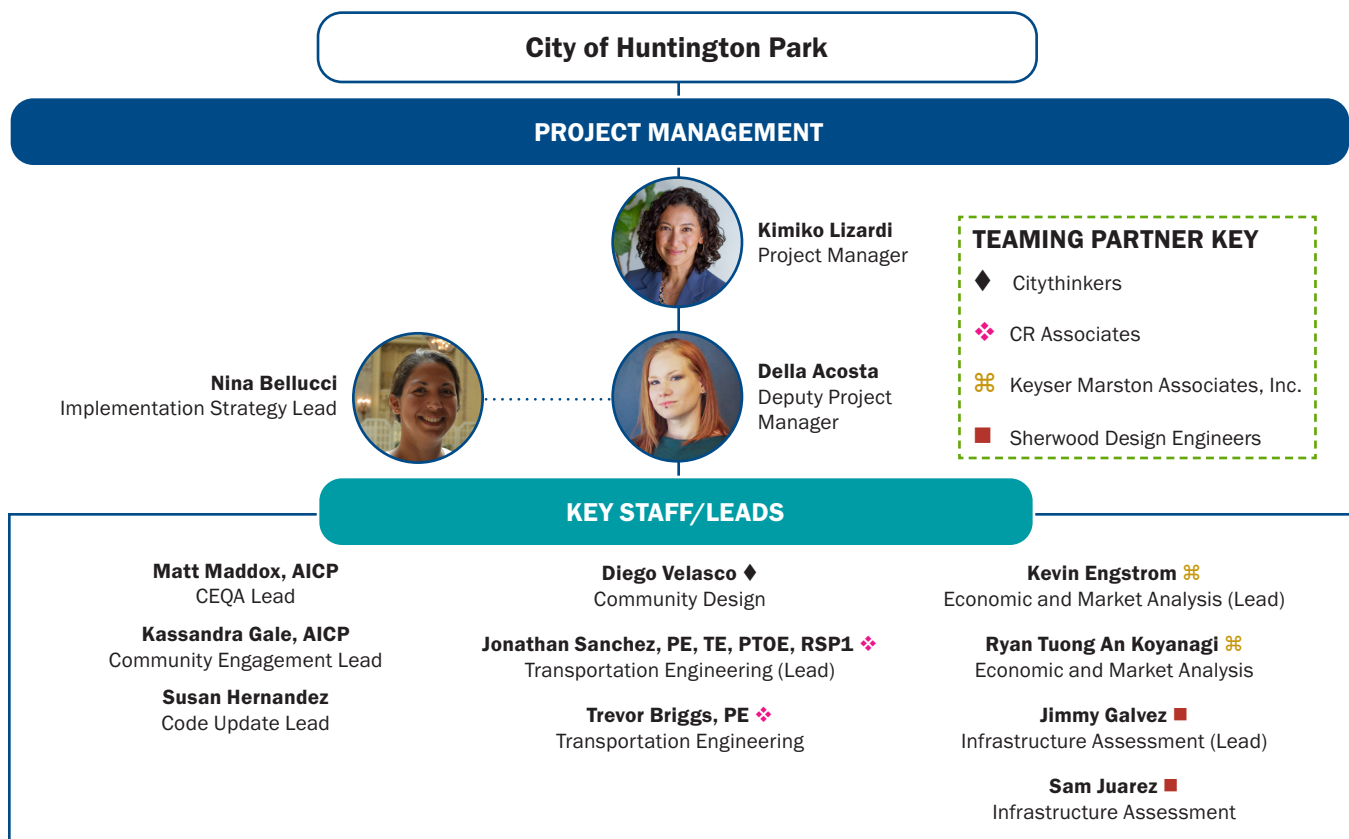 City of Huntington Park
PROJECT MANAGEMENT
Kimiko Lizardi
Project Manager
Nina Bellucci
Implementation Strategy Lead
Della Acosta
Deputy Project
Manager
TEAMING PARTNER KEY
♦ Citythinkers
❖ CR Associates
⌘ Keyser Marston Associates, Inc.
■ Sherwood Design Engineers
KEY STAFF/LEADS
Matt Maddox, AICP
CEQA Lead
Kassandra Gale, AICP
Community Engagement Lead
Susan Hernandez
Code Update Lead
Diego Velasco ♦
Community Design
Jonathan Sanchez, PE, TE, PTOE, RSP1 ❖
Transportation Engineering (Lead)
Trevor Briggs, PE ❖
Transportation Engineering
Kevin Engstrom ⌘
Economic and Market Analysis (Lead)
Ryan Tuong An Koyanagi ⌘
Economic and Market Analysis
Jimmy Galvez ■
Infrastructure Assessment (Lead)
Sam Juarez ■
Infrastructure Assessment